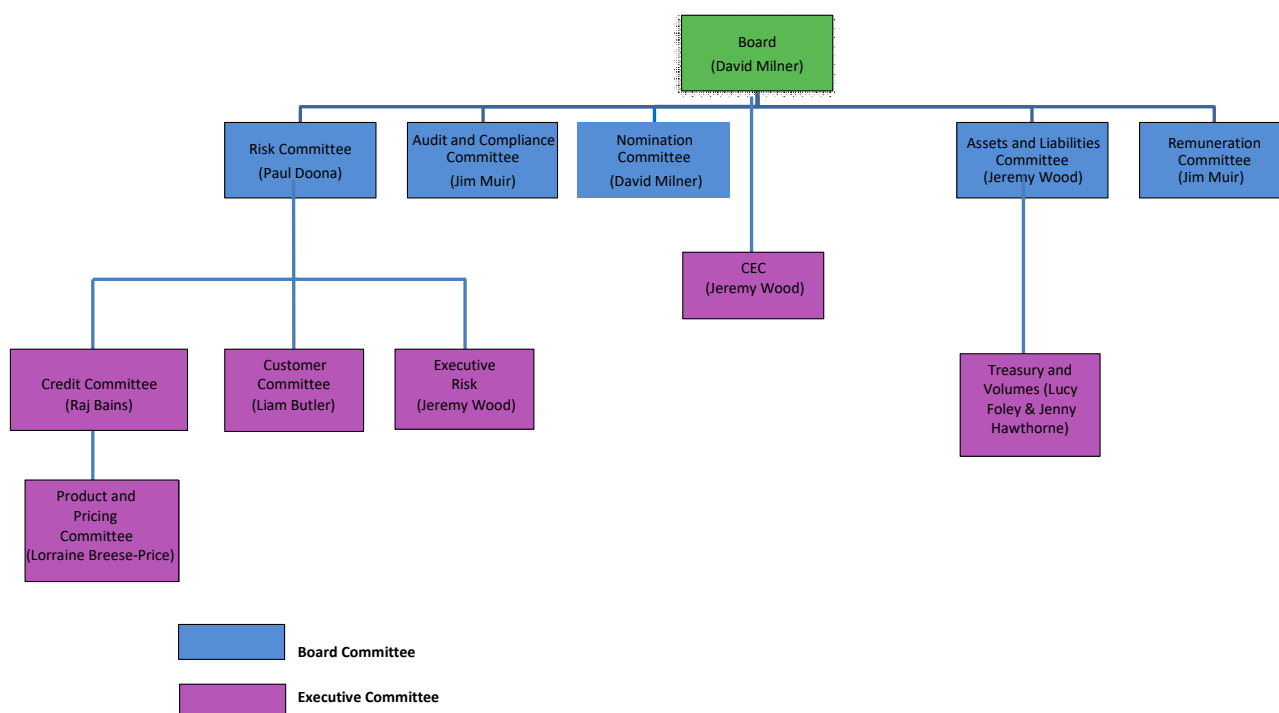 Board
(David Milner)
Risk Committee
(Paul Doona)
Audit and Compliance
Committee
(Jim Muir)
Nomination
Committee
(David Milner)
Assets and Liabilities
Committee
(Jeremy Wood)
Remuneration
Committee
(Jim Muir)
CEC
(Jeremy Wood)
Credit Committee
(Raj Bains)
Customer
Committee
(Liam Butler)
Executive
Risk
(Jeremy Wood)
Treasury and
Volumes (Lucy
Foley & Jenny
Hawthorne)
Product and
Pricing
Committee
(Lorraine Breese-Price)
Board Committee
Executive Committee